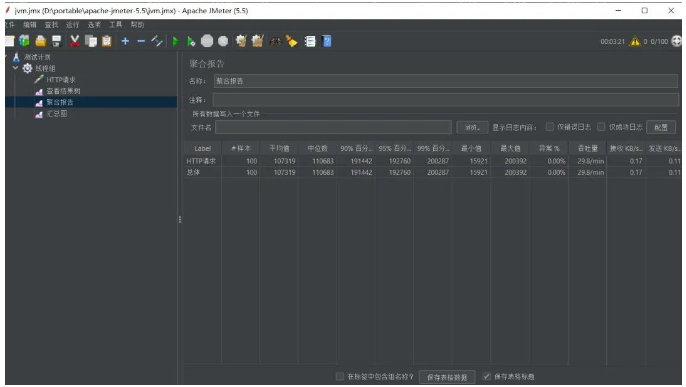 jvm.jmx (D:\portable\apache-jmeter-5.5\jvm.jmx) - Apache JMeter (5.5)
文件 编辑 查找 运行 选项 工具 帮助
00:03:21 0 0/100
测试计划
线程组
HTTP请求
查看结果树
聚合报告
汇总图
聚合报告
名称: 聚合报告
注释:
所有数据写入一个文件
文件名 浏览... 显示日志内容: 仅错误日志 仅成功日志 配置
Label # 样本 平均值 中位数 90% 百分... 95% 百分... 99% 百分... 最小值 最大值 异常 % 吞吐量 接收 KB/s... 发送 KB/s...
HTTP请求 100 107319 110683 191442 192760 200287 15921 200392 0.00% 29.8/min 0.17 0.11
总体 100 107319 110683 191442 192760 200287 15921 200392 0.00% 29.8/min 0.17 0.11
在标签中包含组名称? 保存表格数据 保存表格标题